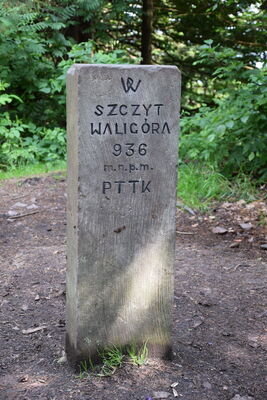 W
SZCZYT
WALIGÓRA
936
m.n.p.m.
PTTK